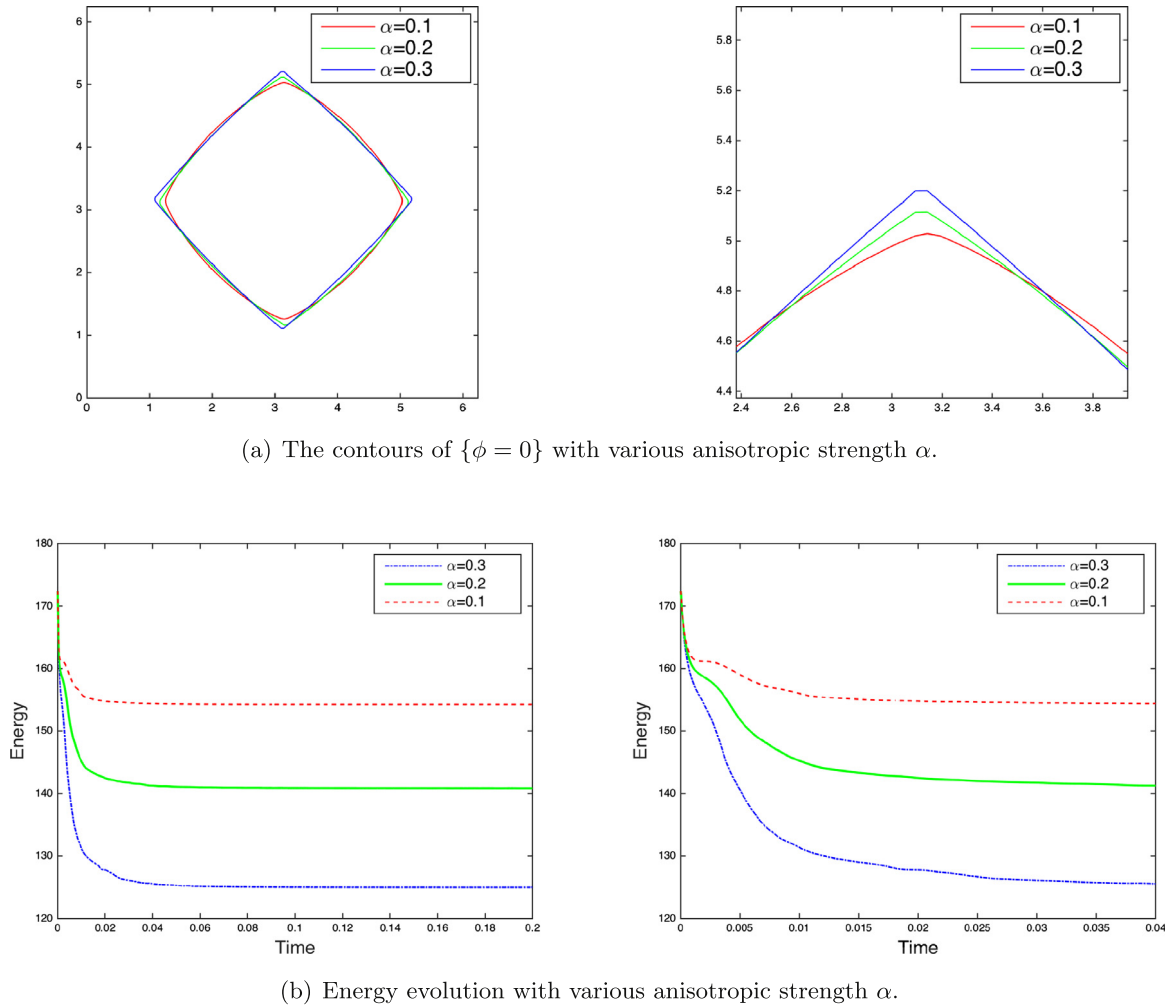 6
5
4
3
2
1
0
0 1 2 3 4 5 6
α=0.1
α=0.2
α=0.3
5.8
5.6
5.4
5.2
5
4.8
4.6
4.4
2.4 2.6 2.8 3 3.2 3.4 3.6 3.8
α=0.1
α=0.2
α=0.3
(a) The contours of {ϕ = 0} with various anisotropic strength α.
180
170
160
150
140
130
120
Energy
0 0.02 0.04 0.06 0.08 0.1 0.12 0.14 0.16 0.18 0.2
Time
α=0.3
α=0.2
α=0.1
180
170
160
150
140
130
120
Energy
0 0.005 0.01 0.015 0.02 0.025 0.03 0.035 0.04
Time
α=0.3
α=0.2
α=0.1
(b) Energy evolution with various anisotropic strength α.